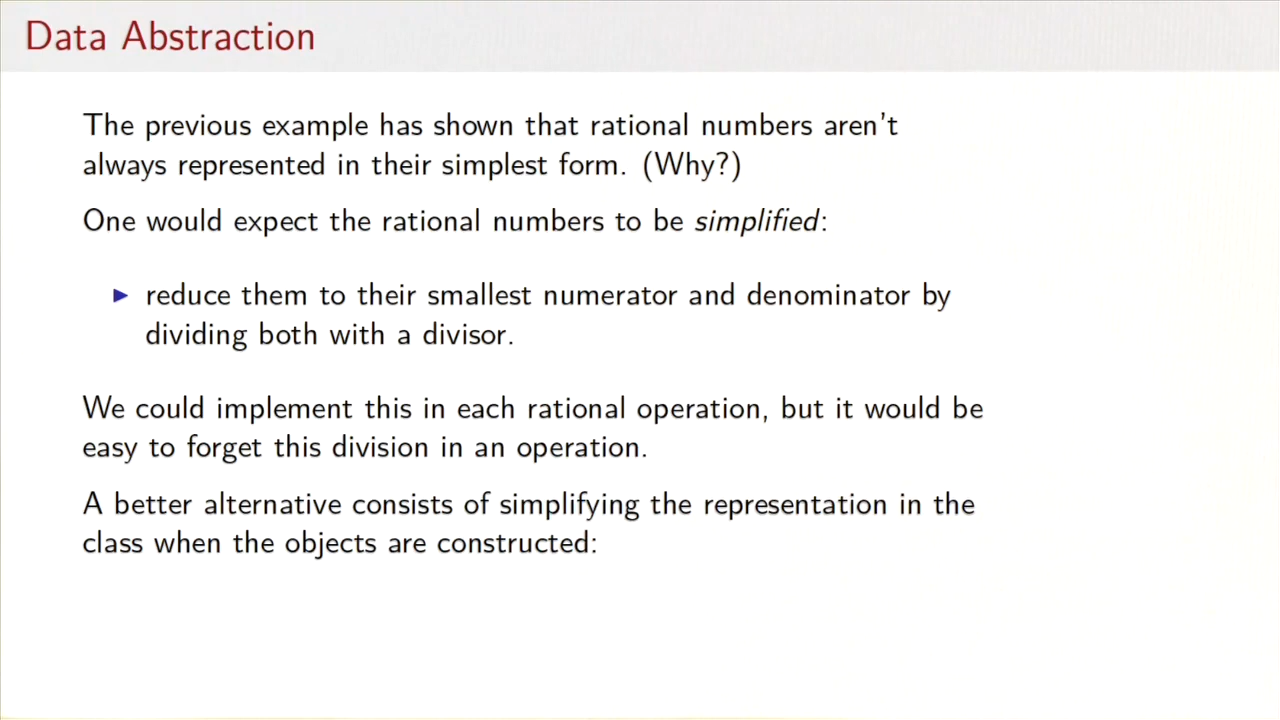 Data Abstraction
The previous example has shown that rational numbers aren't
always represented in their simplest form. (Why?)
One would expect the rational numbers to be simplified:
▶ reduce them to their smallest numerator and denominator by
dividing both with a divisor.
We could implement this in each rational operation, but it would be
easy to forget this division in an operation.
A better alternative consists of simplifying the representation in the
class when the objects are constructed: